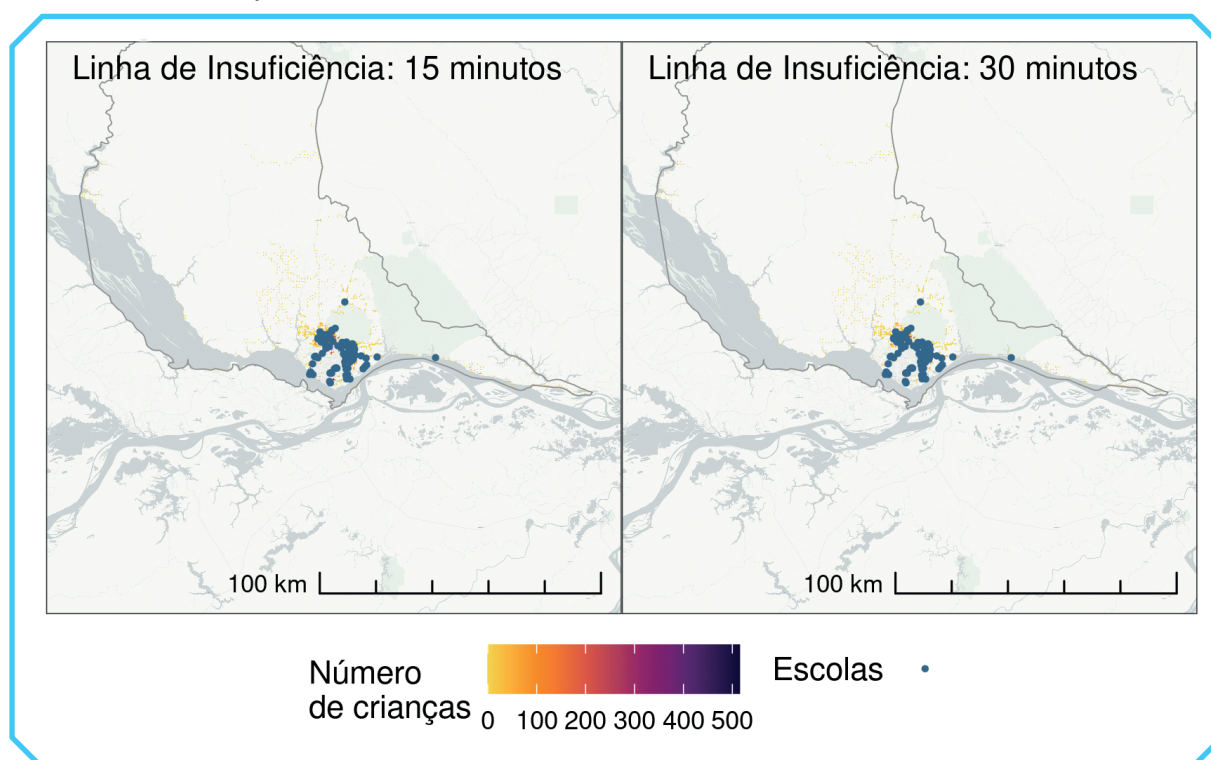 Linha de Insuficiência: 15 minutos
Linha de Insuficiência: 30 minutos
100 km
100 km
Número
de crianças
0 100 200 300 400 500
Escolas